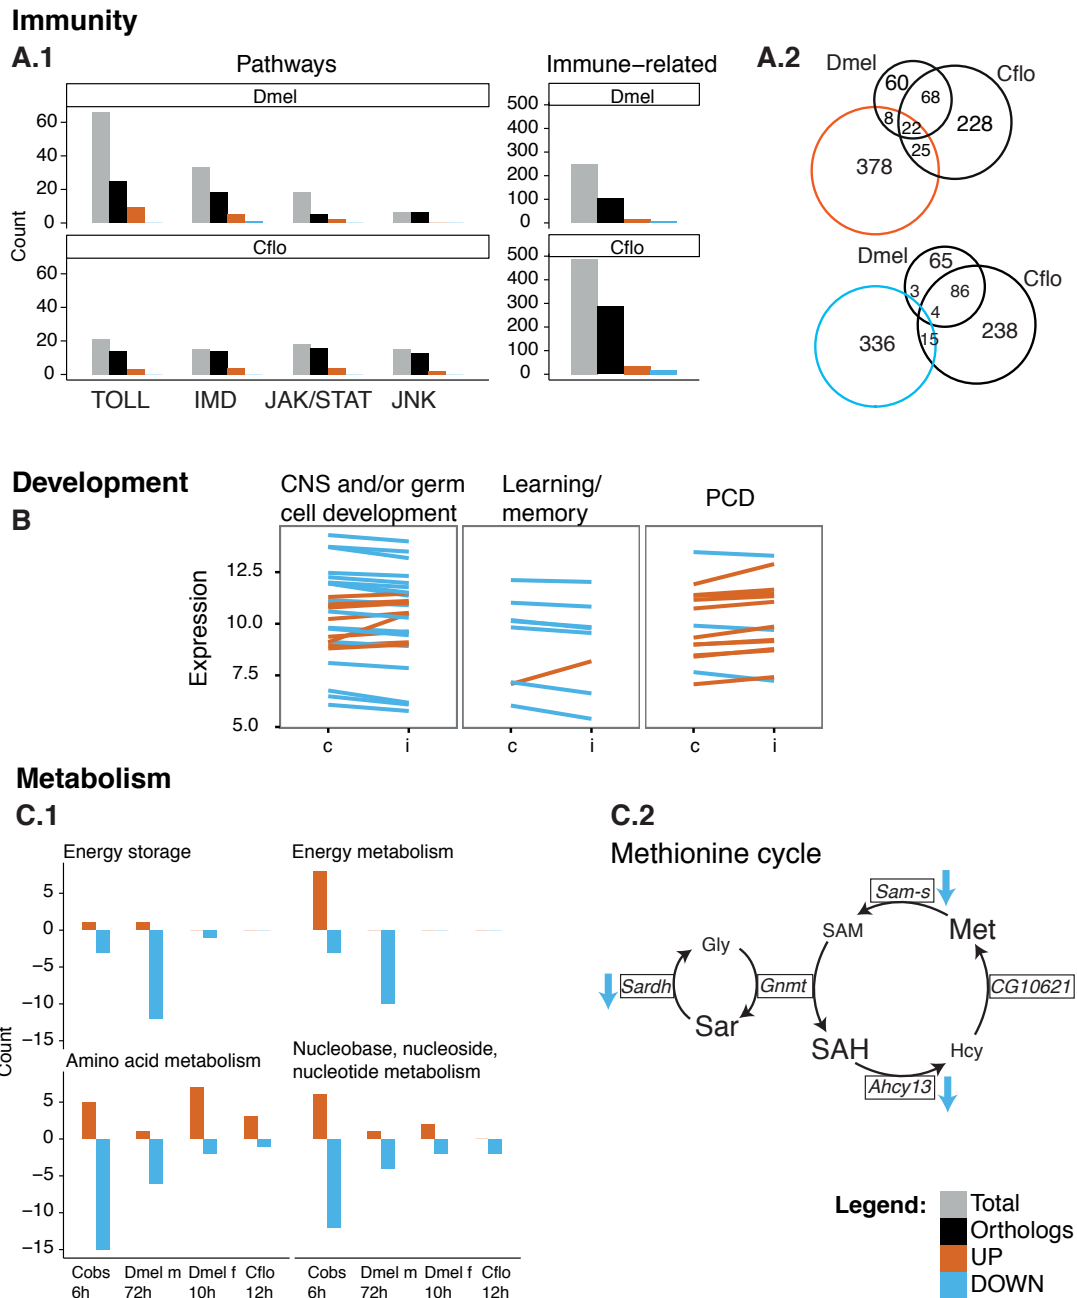 Immunity
A.1
Pathways
Immune−related
A.2
Dmel
Dmel
Count
60
40
20
0
500
400
300
200
100
0
Cflo
Cflo
60
40
20
0
500
400
300
200
100
0
TOLL IMD JAK/STAT JNK
Dmel
60
68
Cflo
8
22
228
25
378
Dmel
65
3
86
Cflo
4
15
336
238
Development
B
CNS and/or germ
cell development
Learning/
memory
PCD
Expression
12.5
10.0
7.5
5.0
c i c i c i
Metabolism
C.1
Energy storage
Energy metabolism
Count
5
0
−5
−10
−15
Amino acid metabolism
Nucleobase, nucleoside,
nucleotide metabolism
5
0
−5
−10
−15
Cobs Dmel m Dmel f Cflo Cobs Dmel m Dmel f Cflo
6h 72h 10h 12h 6h 72h 10h 12h
C.2
Methionine cycle
Sam-s
SAM
Met
Gly
Sardh
Gnmt
CG10621
Sar
SAH
Hcy
Ahcy13
Legend:
Total
Orthologs
UP
DOWN